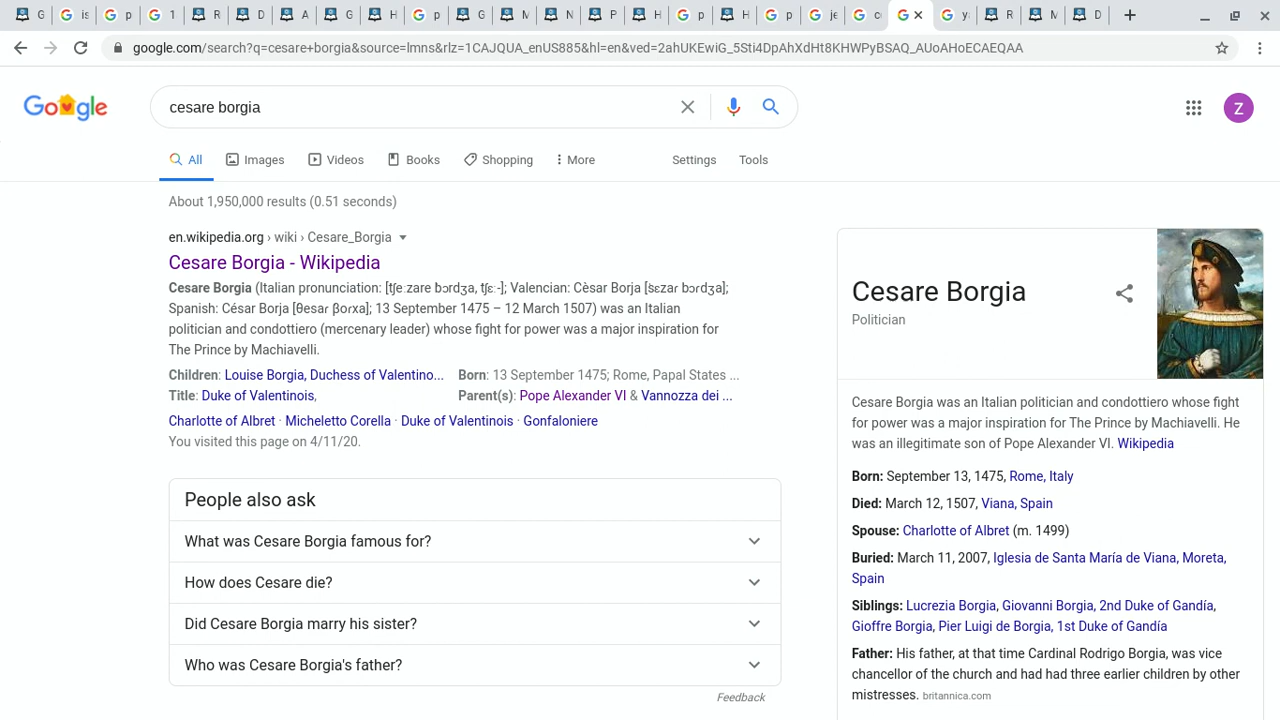 G
is
p
1
R
D
A
G
H
p
G
M
N
P
H
p
H
p
je
c
G
y
R
M
D
google.com/search?q=cesare+borgia&source=lmns&rlz=1CAJQUA_enUS885&hl=en&ved=2ahUKEwiG_5Sti4DpAhXdHt8KHWPyBSAQ_AUoAHoECAEQAA
Google
cesare borgia
Z
All
Images
Videos
Books
Shopping
More
Settings
Tools
About 1,950,000 results (0.51 seconds)
en.wikipedia.org › wiki › Cesare_Borgia
Cesare Borgia - Wikipedia
Cesare Borgia (Italian pronunciation: [ˈtʃeːzare ˈbɔrdʒa, ˈtʃɛː-]; Valencian: Cèsar Borja [ˈsɛzar ˈbɔɾdʒa];
Spanish: César Borja [ˈθesar ˈβoɾxa]; 13 September 1475 – 12 March 1507) was an Italian
politician and condottiero (mercenary leader) whose fight for power was a major inspiration for
The Prince by Machiavelli.
Children: Louise Borgia, Duchess of Valentino...
Born: 13 September 1475; Rome, Papal States ...
Title: Duke of Valentinois,
Parent(s): Pope Alexander VI & Vannozza dei ...
Charlotte of Albret · Micheletto Corella · Duke of Valentinois · Gonfaloniere
You visited this page on 4/11/20.
People also ask
What was Cesare Borgia famous for?
How does Cesare die?
Did Cesare Borgia marry his sister?
Who was Cesare Borgia's father?
Feedback
Cesare Borgia
Politician
Cesare Borgia was an Italian politician and condottiero whose fight
for power was a major inspiration for The Prince by Machiavelli. He
was an illegitimate son of Pope Alexander VI. Wikipedia
Born: September 13, 1475, Rome, Italy
Died: March 12, 1507, Viana, Spain
Spouse: Charlotte of Albret (m. 1499)
Buried: March 11, 2007, Iglesia de Santa María de Viana, Moreta,
Spain
Siblings: Lucrezia Borgia, Giovanni Borgia, 2nd Duke of Gandía,
Gioffre Borgia, Pier Luigi de Borgia, 1st Duke of Gandía
Father: His father, at that time Cardinal Rodrigo Borgia, was vice
chancellor of the church and had had three earlier children by other
mistresses. britannica.com